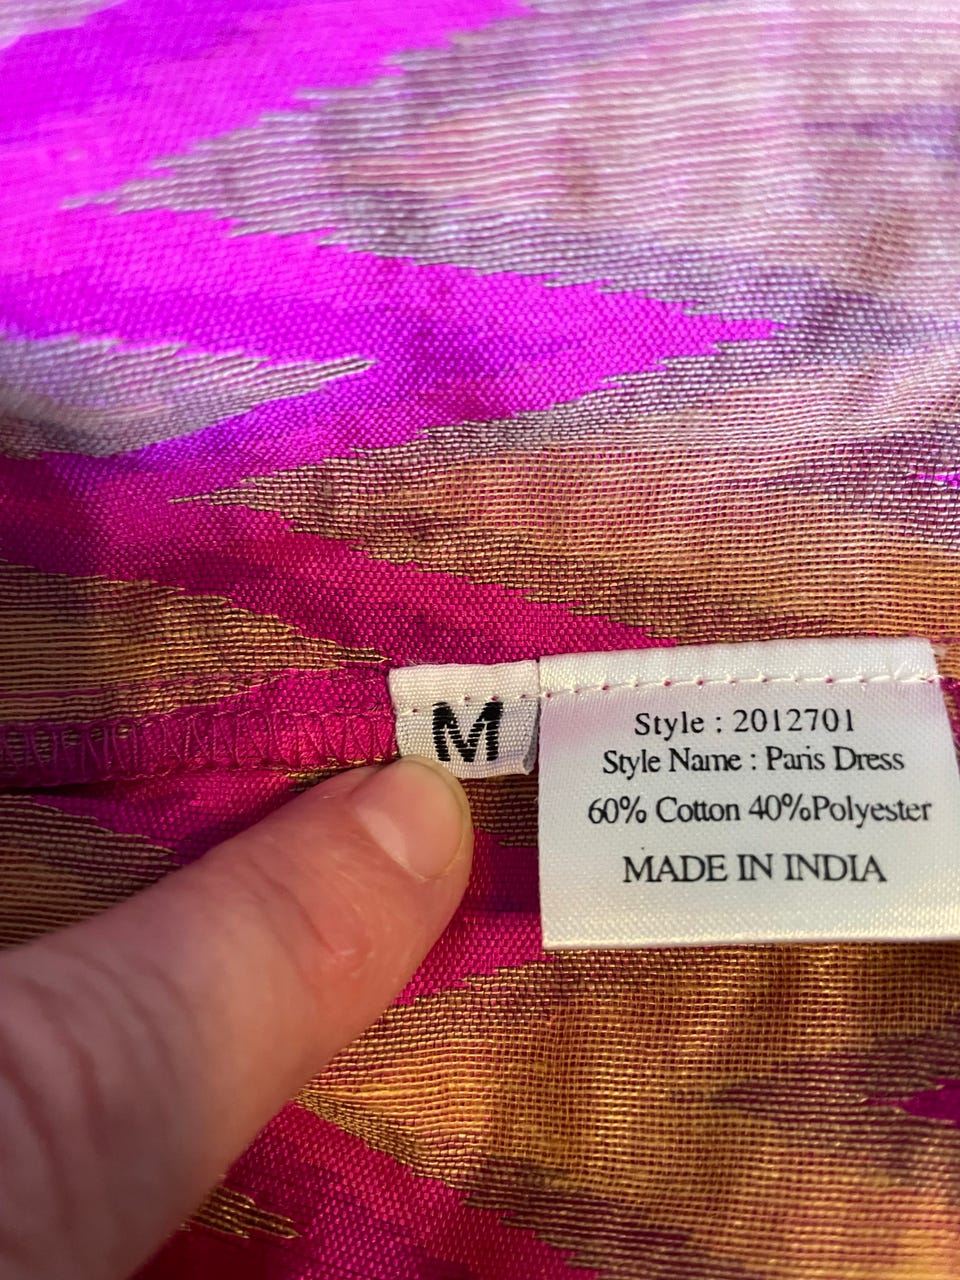 M
Style : 2012701
Style Name : Paris Dress
60% Cotton 40%Polyester
MADE IN INDIA